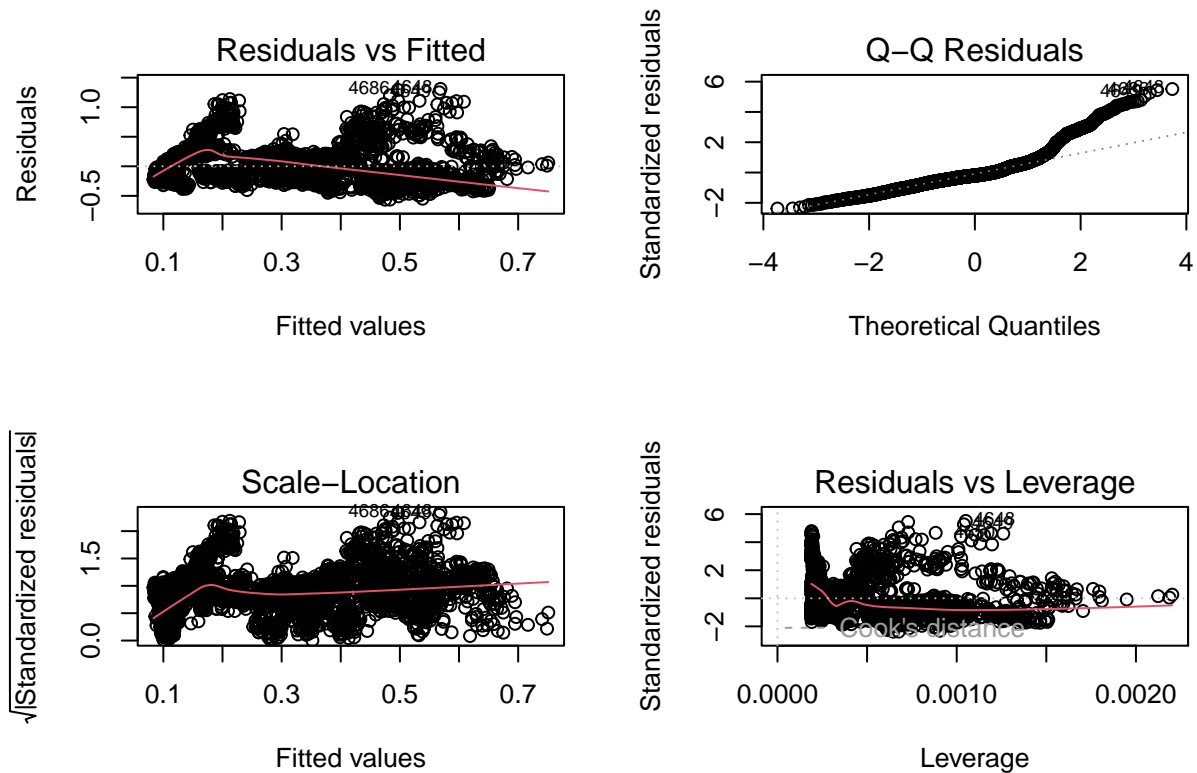 Residuals vs Fitted
Residuals
1.0
−0.5
4648
0.1 0.3 0.5 0.7
Fitted values
Q−Q Residuals
Standardized residuals
6
2
−2
4648
−4 −2 0 2 4
Theoretical Quantiles
Scale−Location
√|Standardized residuals|
1.5
0.0
4648
0.1 0.3 0.5 0.7
Fitted values
Residuals vs Leverage
Standardized residuals
6
2
−2
4648
Cook's distance
0.0000 0.0010 0.0020
Leverage